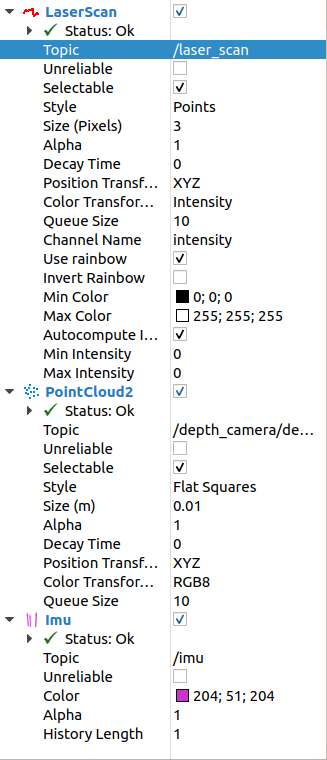 LaserScan
Status: Ok
Topic /laser_scan
Unreliable
Selectable
Style Points
Size (Pixels) 3
Alpha 1
Decay Time 0
Position Transf... XYZ
Color Transfor... Intensity
Queue Size 10
Channel Name intensity
Use rainbow
Invert Rainbow
Min Color 0; 0; 0
Max Color 255; 255; 255
Autocompute I...
Min Intensity 0
Max Intensity 0
PointCloud2
Status: Ok
Topic /depth_camera/de...
Unreliable
Selectable
Style Flat Squares
Size (m) 0.01
Alpha 1
Decay Time 0
Position Transf... XYZ
Color Transfor... RGB8
Queue Size 10
Imu
Status: Ok
Topic /imu
Unreliable
Color 204; 51; 204
Alpha 1
History Length 1